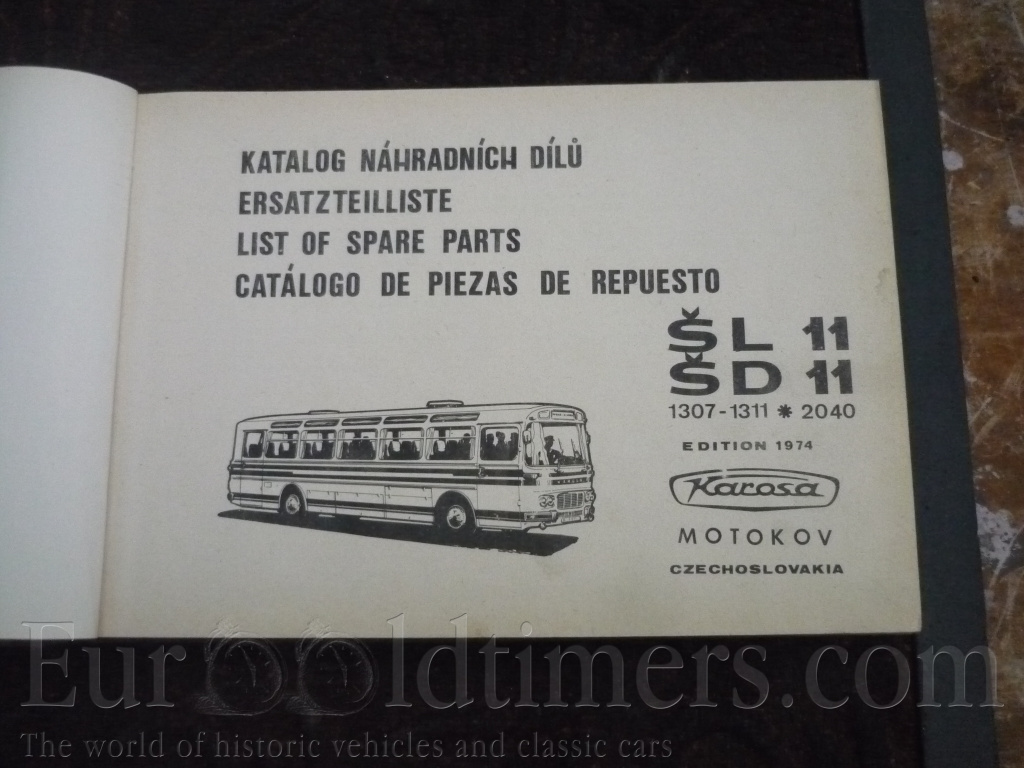 KATALOG NÁHRADNÍCH DÍLŮ
ERSATZTEILLISTE
LIST OF SPARE PARTS
CATÁLOGO DE PIEZAS DE REPUESTO
ŠL 11
ŠD 11
1307-1311 * 2040
EDITION 1974
Karosa
MOTOKOV
CZECHOSLOVAKIA
EurOOldtimers.com
The world of historic vehicles and classic cars